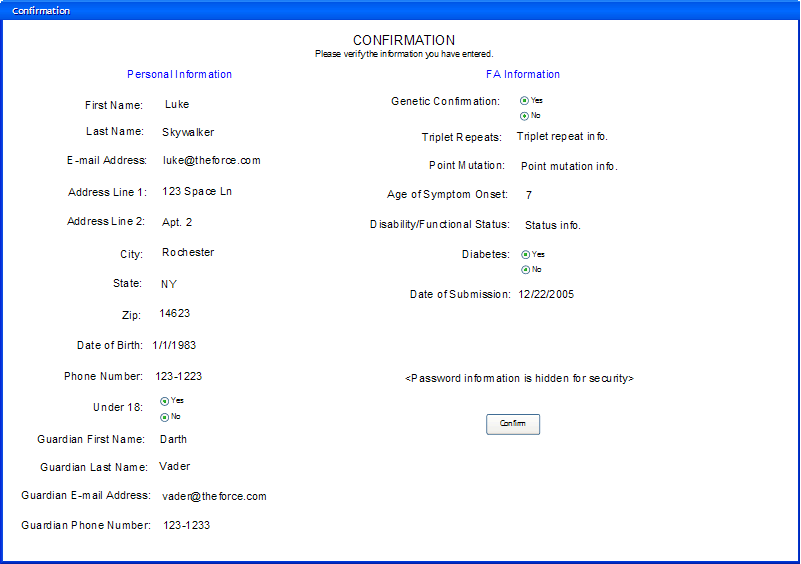 Confirmation
CONFIRMATION
Please verify the information you have entered.
Personal Information
First Name: Luke
Last Name: Skywalker
E-mail Address: luke@theforce.com
Address Line 1: 123 Space Ln
Address Line 2: Apt. 2
City: Rochester
State: NY
Zip: 14623
Date of Birth: 1/1/1983
Phone Number: 123-1223
Under 18: Yes
No
Guardian First Name: Darth
Guardian Last Name: Vader
Guardian E-mail Address: vader@theforce.com
Guardian Phone Number: 123-1233
FA Information
Genetic Confirmation: Yes
No
Triplet Repeats: Triplet repeat info.
Point Mutation: Point mutation info.
Age of Symptom Onset: 7
Disability/Functional Status: Status info.
Diabetes: Yes
No
Date of Submission: 12/22/2005
<Password information is hidden for security>
Confirm